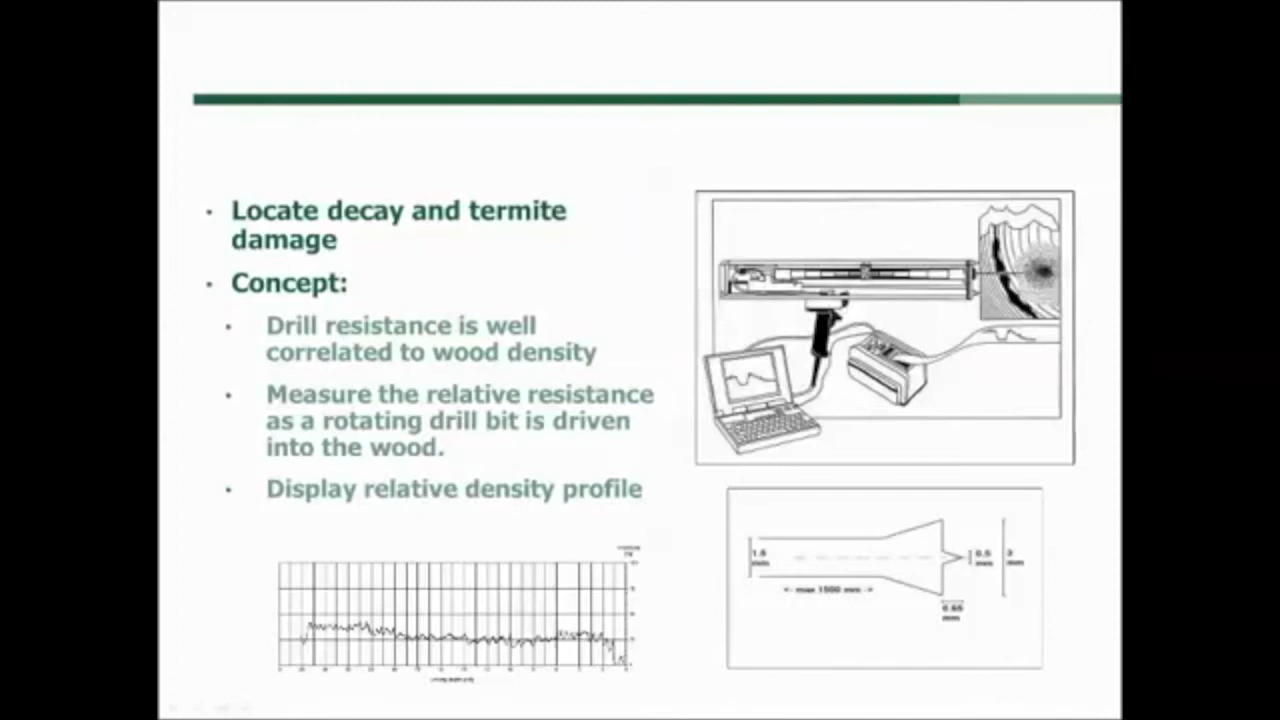 Locate decay and termite
damage
Concept:
Drill resistance is well
correlated to wood density
Measure the relative resistance
as a rotating drill bit is driven
into the wood.
Display relative density profile
1.5
mm
<- max 1500 mm ->
0.5
mm
3
mm
0.65
mm